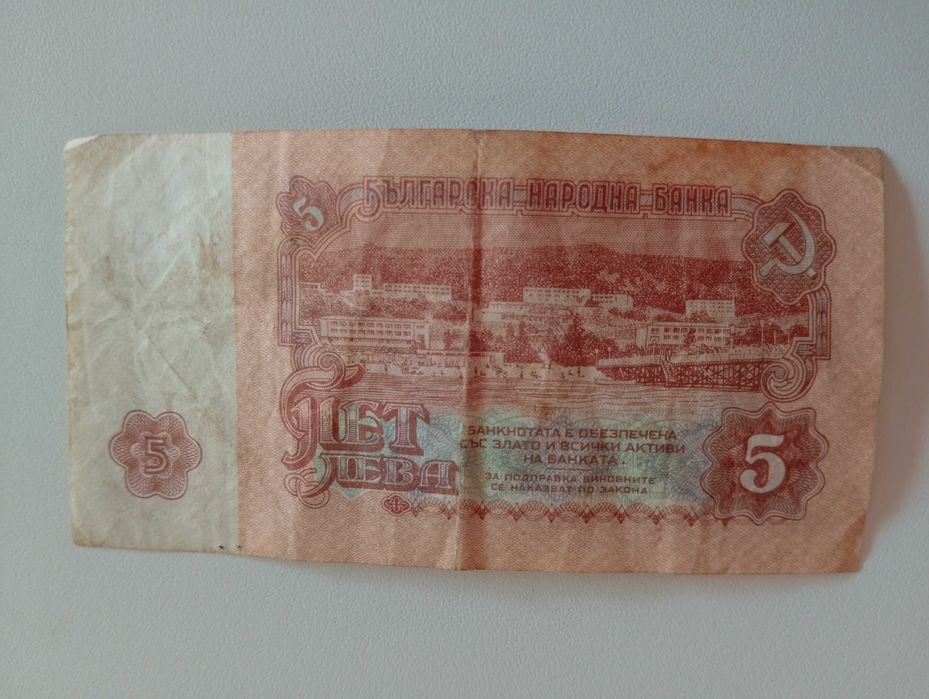 5 БЪЛГАРСКА НАРОДНА БАНКА
ПЕТ
ЛЕВА
БАНКНОТАТА Е ОБЕЗПЕЧЕНА
СЪС ЗЛАТО И ВСИЧКИ АКТИВИ
НА БАНКАТА.
ЗА ПОДПРАВКА ВИНОВНИТЕ
СЕ НАКАЗВАТ ПО ЗАКОНА
5
5